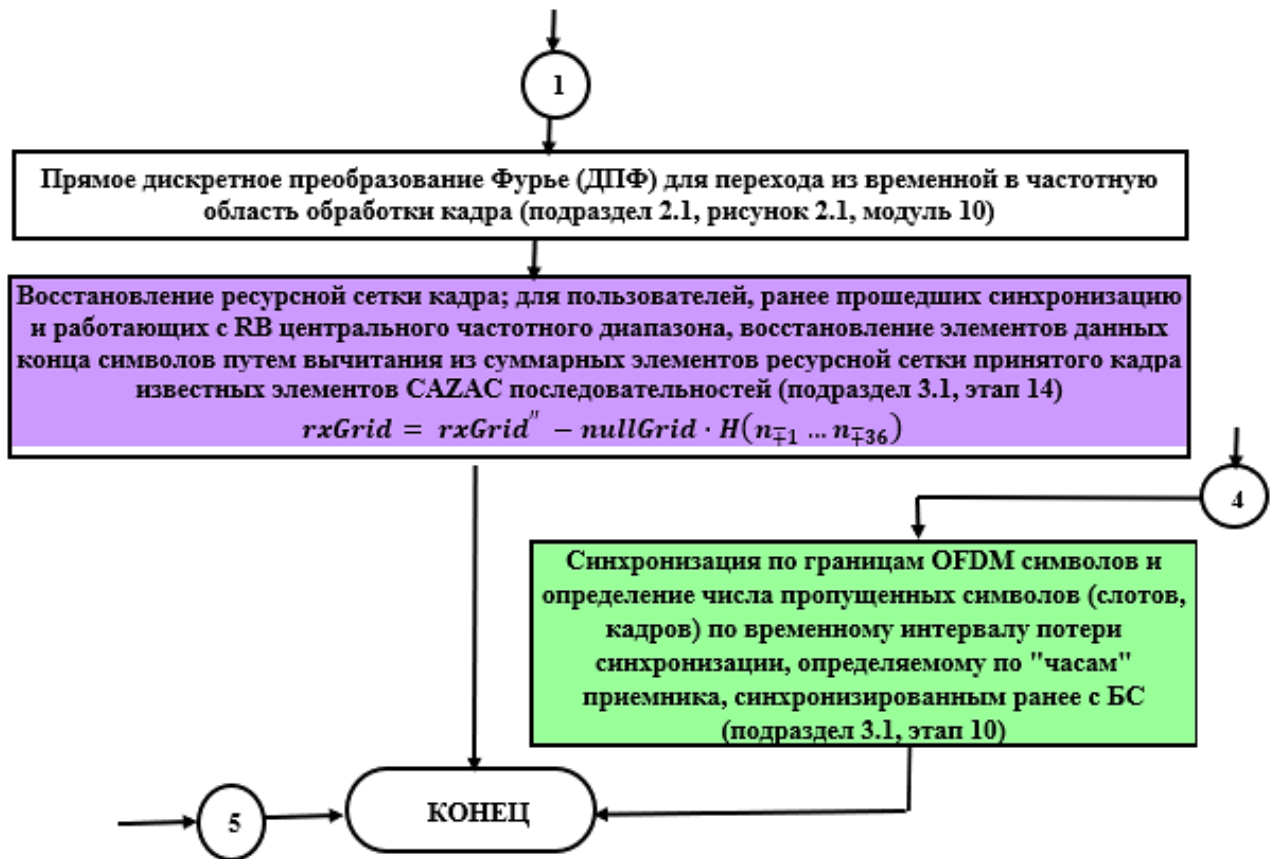 1
Прямое дискретное преобразование Фурье (ДПФ) для перехода из временной в частотную
область обработки кадра (подраздел 2.1, рисунок 2.1, модуль 10)
Восстановление ресурсной сетки кадра; для пользователей, ранее прошедших синхронизацию
и работающих с RB центрального частотного диапазона, восстановление элементов данных
конца символов путем вычитания из суммарных элементов ресурсной сетки принятого кадра
известных элементов CAZAC последовательностей (подраздел 3.1, этап 14)
rxGrid = rxGrid'' − nullGrid · H(n∓1 … n∓36)
4
Синхронизация по границам OFDM символов и
определение числа пропущенных символов (слотов,
кадров) по временному интервалу потери
синхронизации, определяемому по "часам"
приемника, синхронизированным ранее с БС
(подраздел 3.1, этап 10)
5
КОНЕЦ